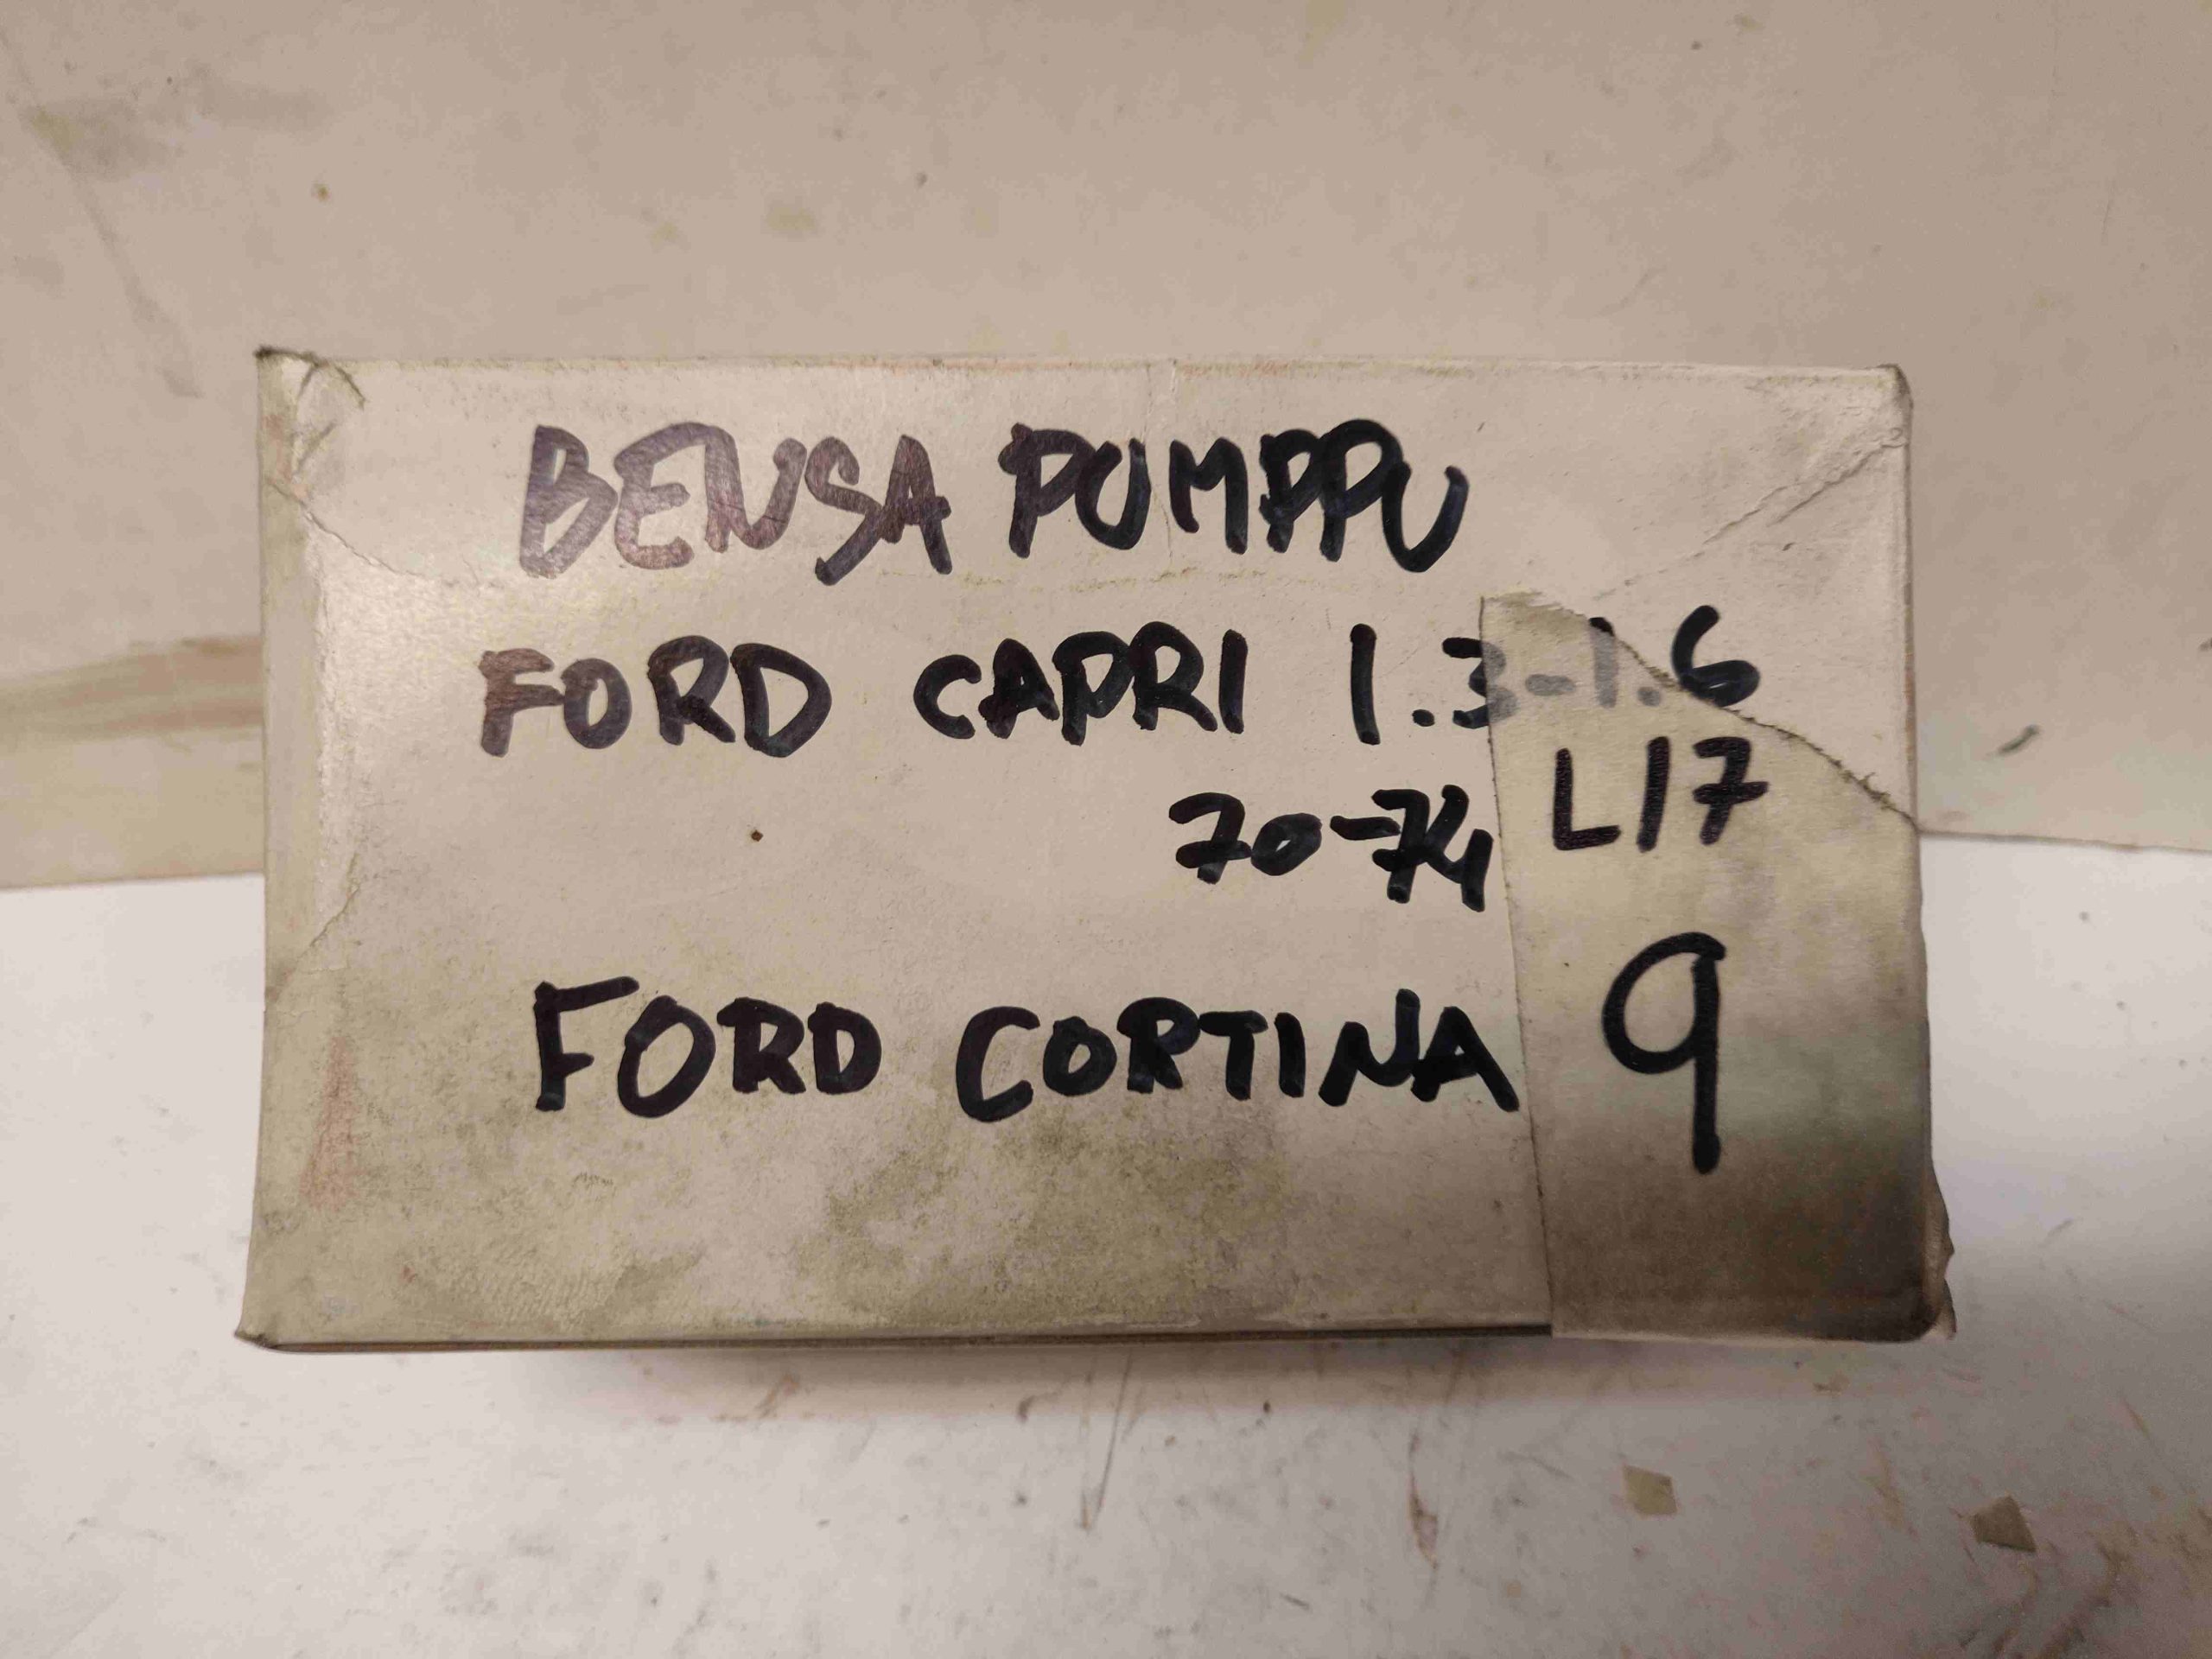 BENSA PUMPPU
FORD CAPRI 1.3-1.6
70-74
L17
9
FORD CORTINA